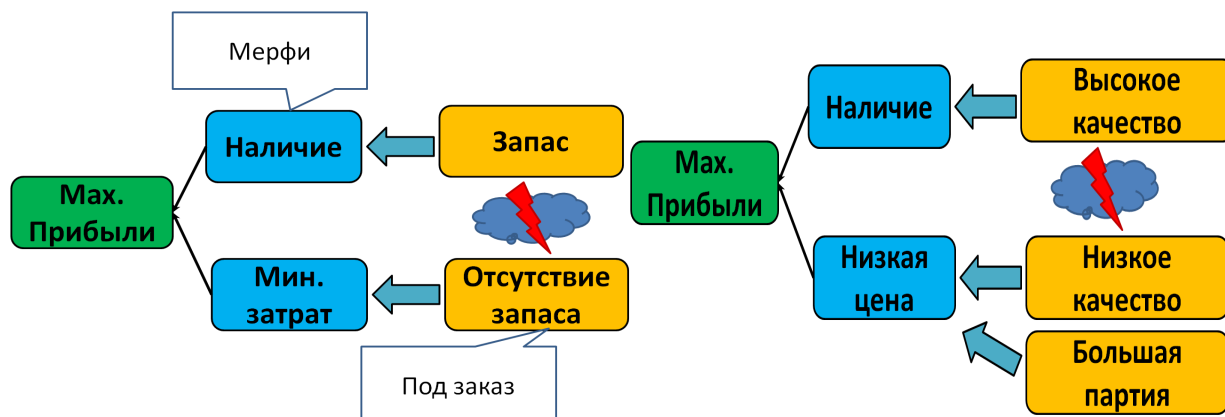 Мерфи
Наличие
Запас
Мах.
Прибыли
Мин.
затрат
Отсутствие
запаса
Под заказ
Наличие
Высокое
качество
Мах.
Прибыли
Низкая
цена
Низкое
качество
Большая
партия